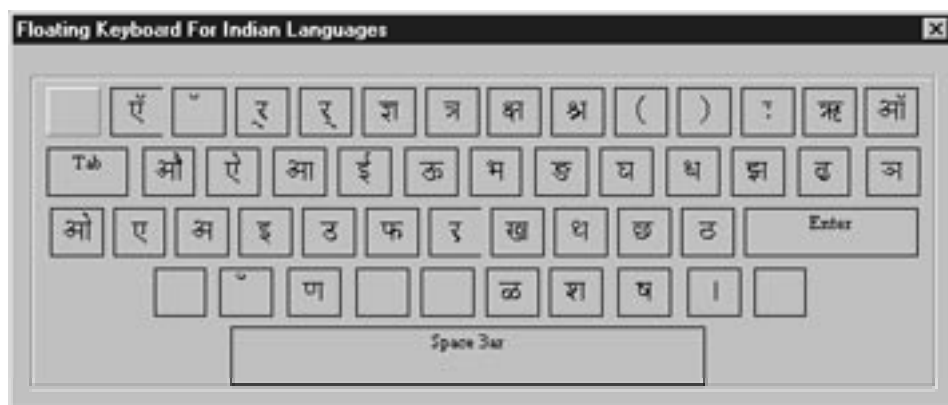 Floating Keyboard For Indian Languages
ऍ ˘ ्र र् ज्ञ त्र क्ष श्र ( ) : ऋ ऑ
Tab औ ऐ आ ई ऊ भ ङ घ ध झ ढ ञ
ओ ए अ इ उ फ ऱ ख थ छ ठ Enter
ण ळ श ष ।
Space Bar